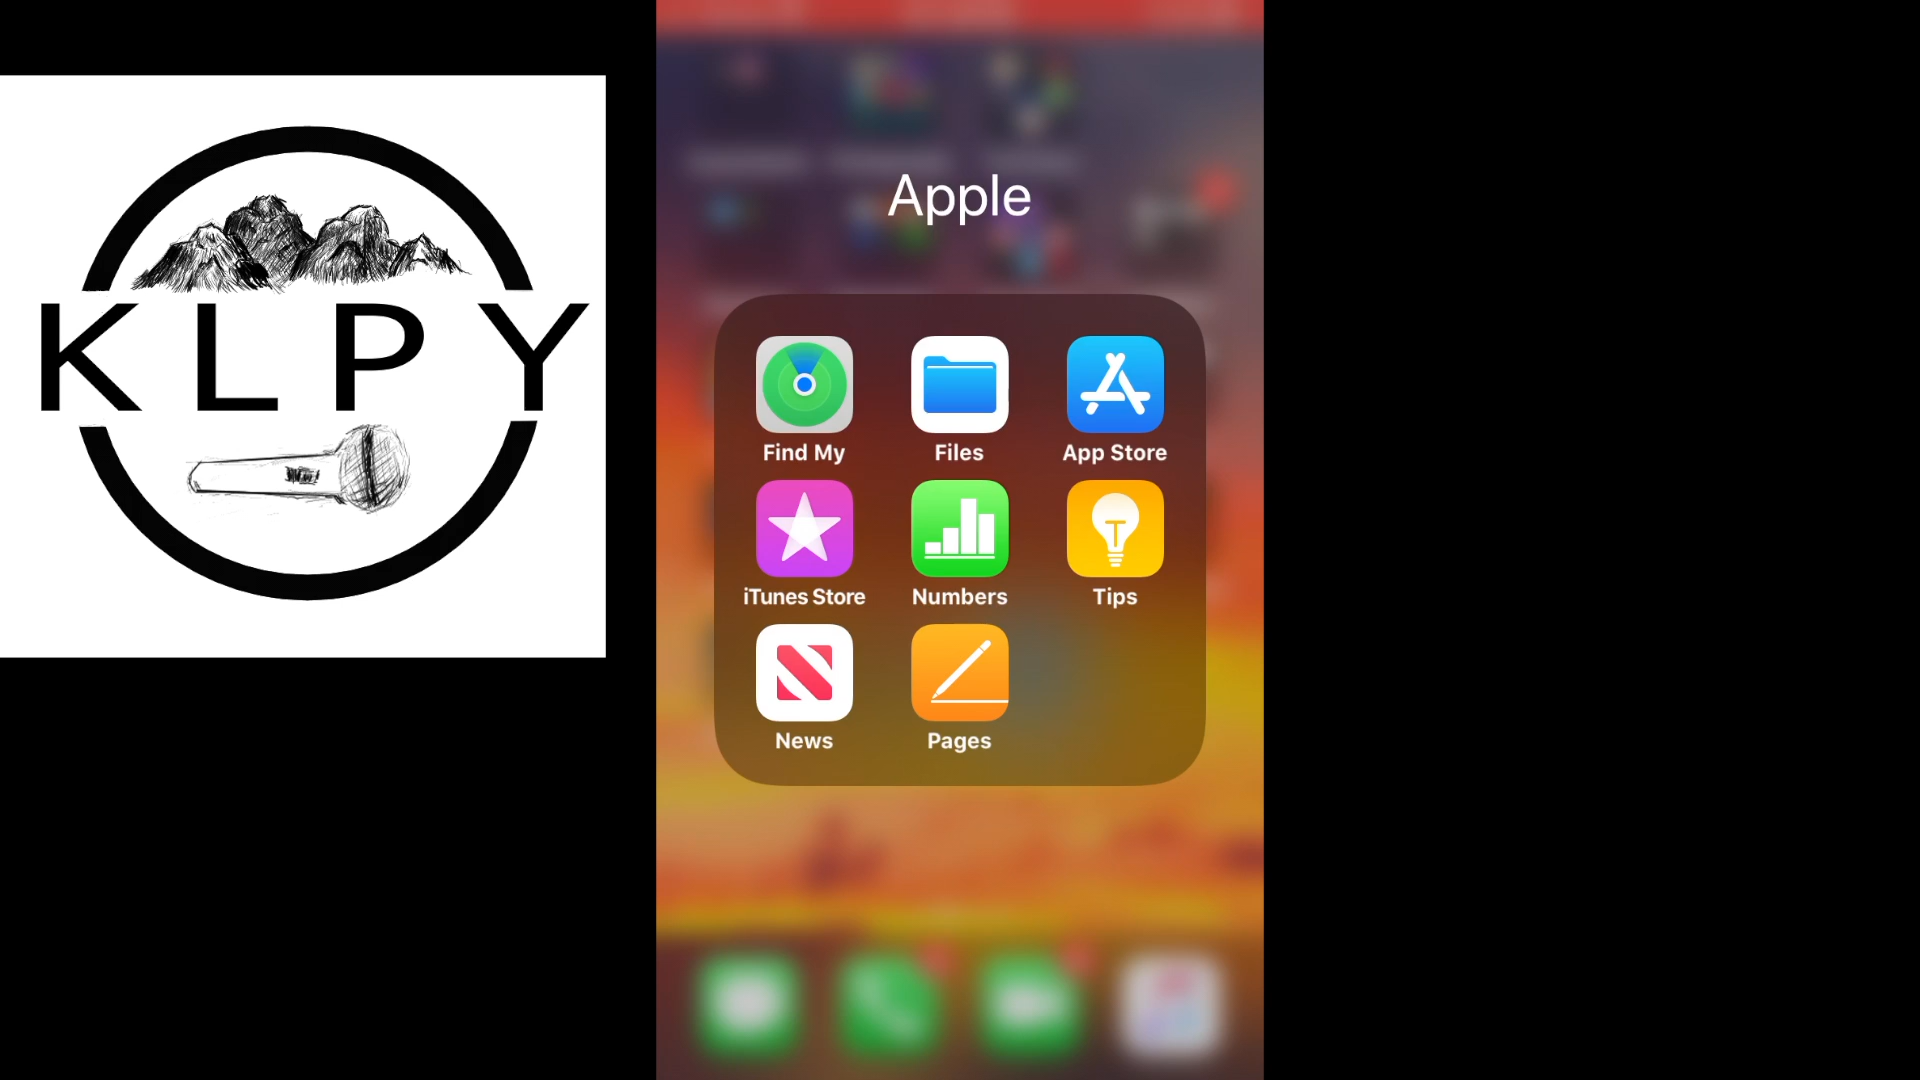 KLPY
Apple
Find My
Files
App Store
iTunes Store
Numbers
Tips
News
Pages